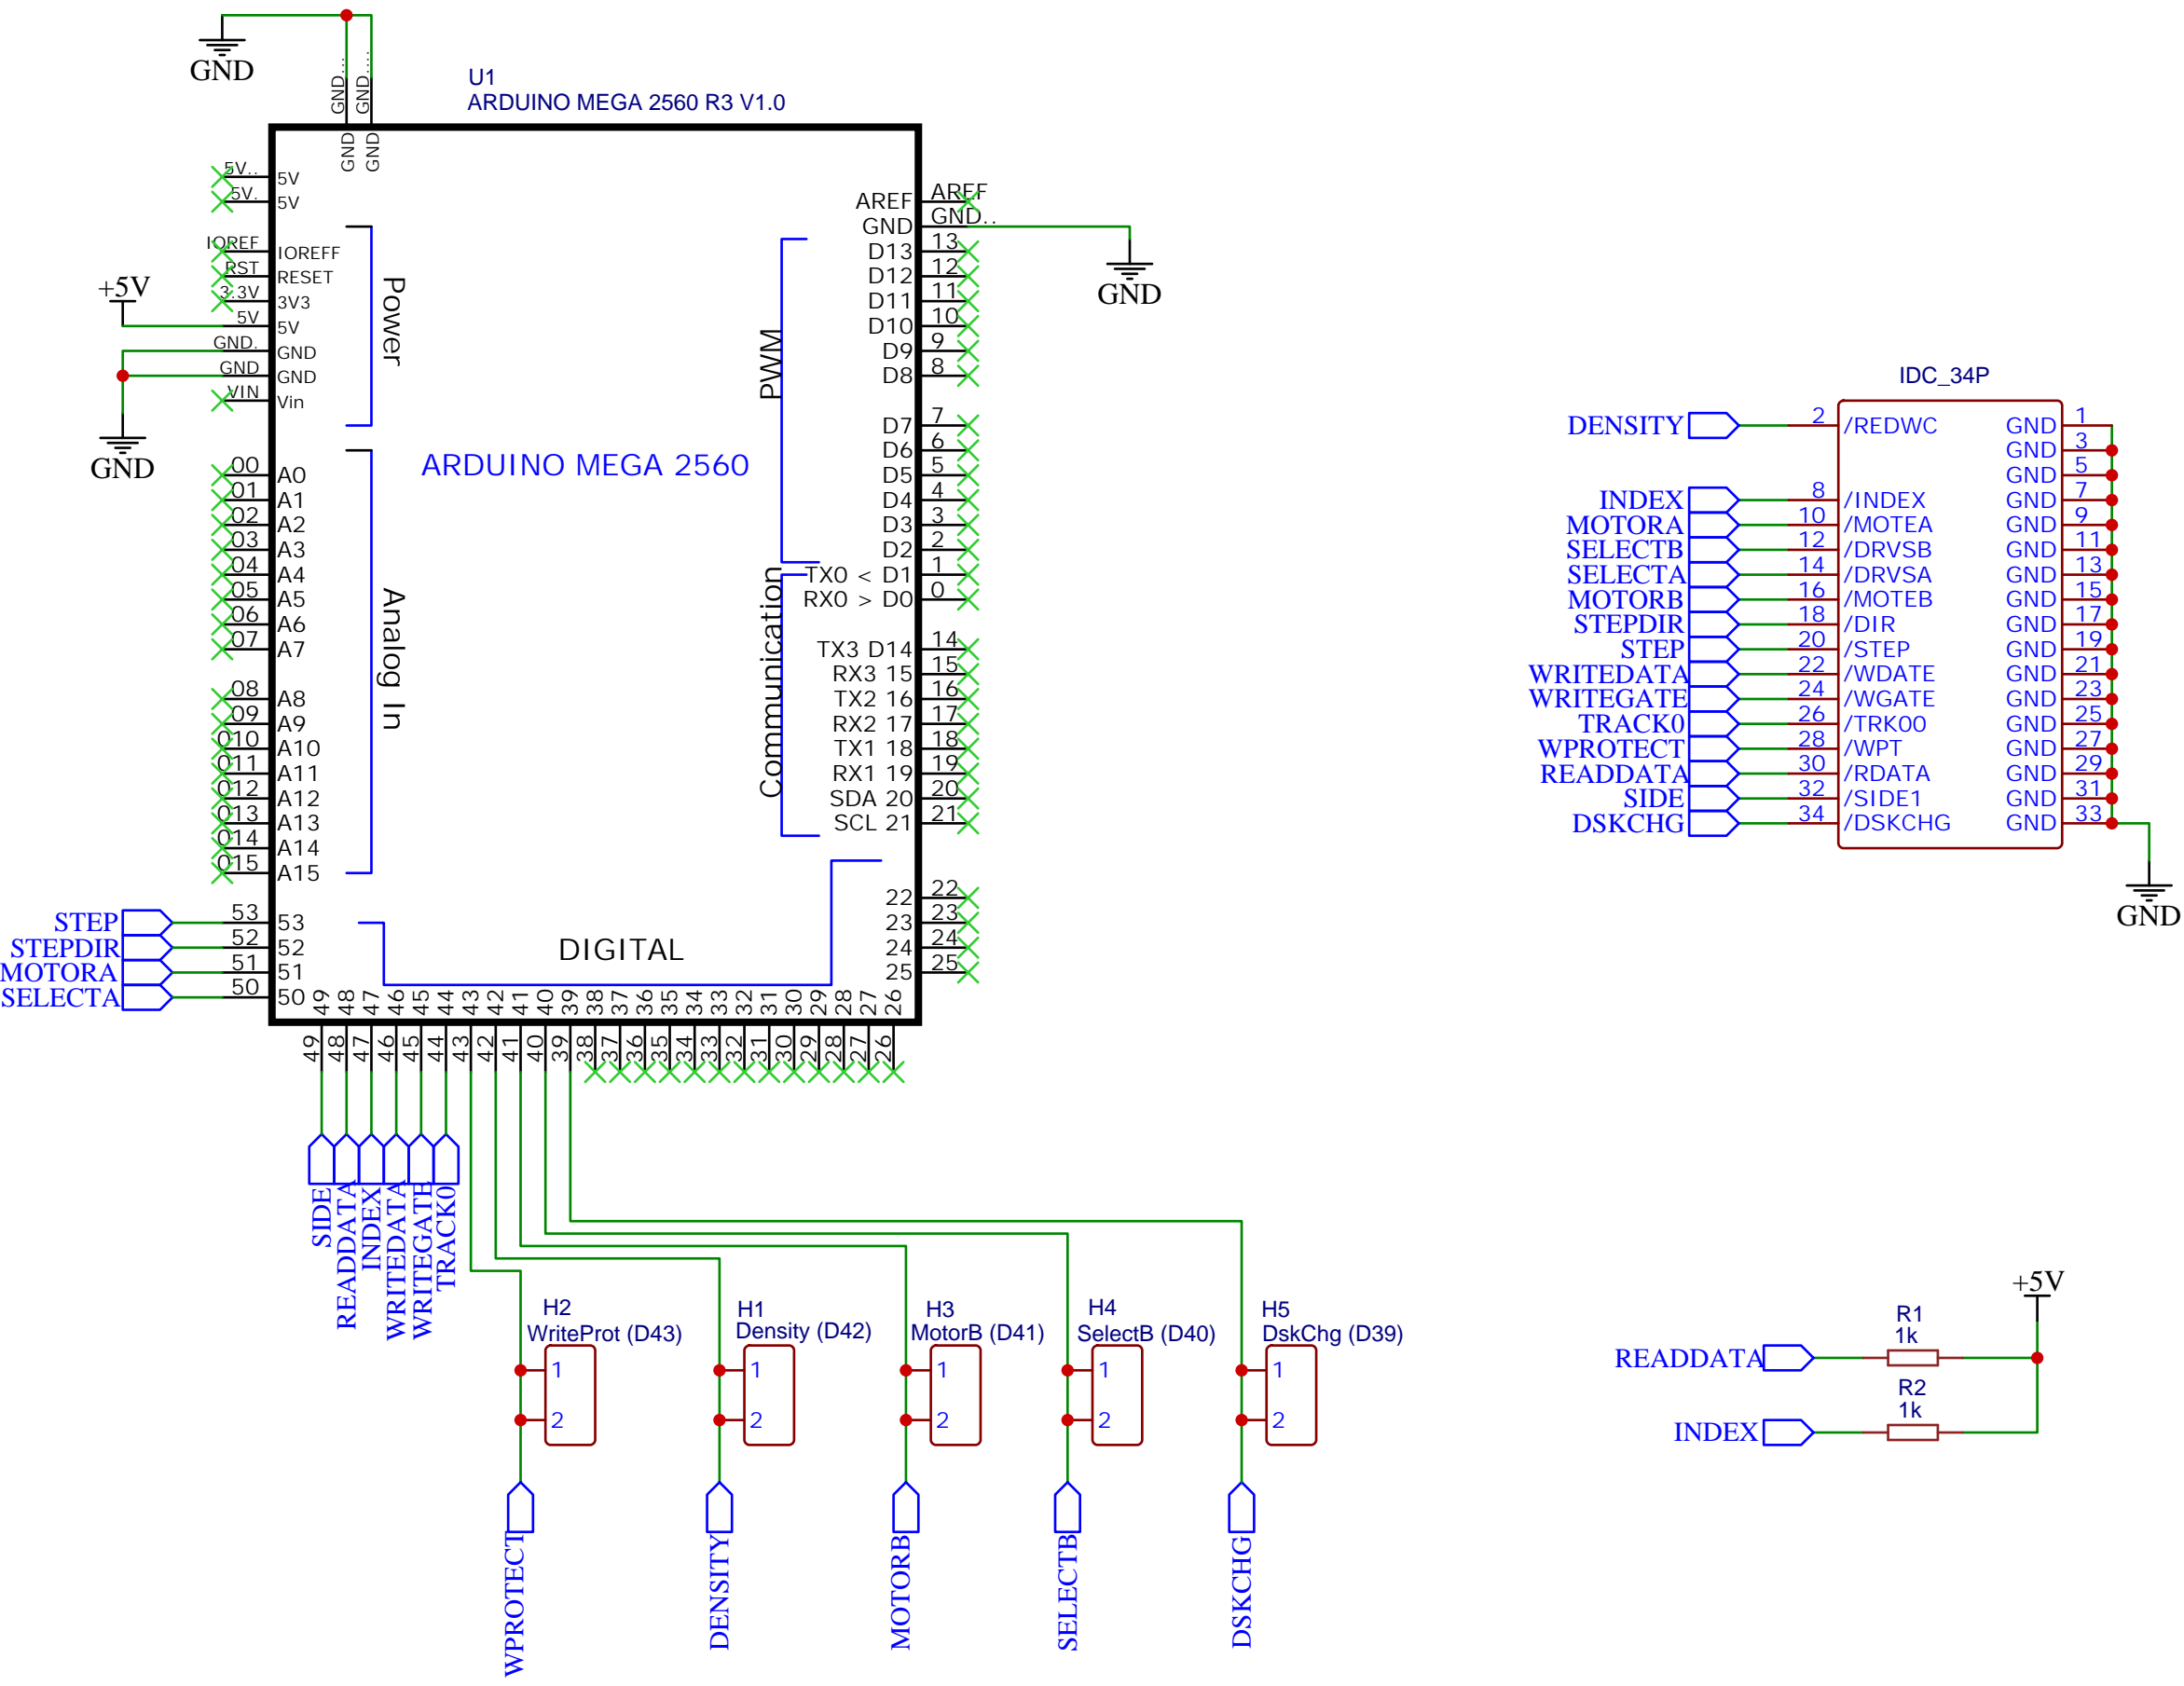 GND
GND...
GND....
U1
ARDUINO MEGA 2560 R3 V1.0
GND
GND
5V..
5V
5V.
5V
IOREF
IOREFF
RST
RESET
3.3V
3V3
+5V
5V
5V
GND.
GND
GND
GND
VIN
Vin
GND
Power
ARDUINO MEGA 2560
00
A0
01
A1
02
A2
03
A3
04
A4
05
A5
06
A6
07
A7
08
A8
09
A9
010
A10
011
A11
012
A12
013
A13
014
A14
015
A15
Analog In
STEP
53
53
STEPDIR
52
52
MOTORA
51
51
SELECTA
50
50
AREF
AREF
GND
GND..
GND
D13
13
D12
12
D11
11
D10
10
D9
9
D8
8
PWM
D7
7
D6
6
D5
5
D4
4
D3
3
D2
2
TX0 < D1
1
RX0 > D0
0
Communication
TX3 D14
14
RX3 15
15
TX2 16
16
RX2 17
17
TX1 18
18
RX1 19
19
SDA 20
20
SCL 21
21
22
22
23
23
24
24
25
25
DIGITAL
49
48
47
46
45
44
43
42
41
40
39
38
37
36
35
34
33
32
31
30
29
28
27
26
49
48
47
46
45
44
43
42
41
40
39
38
37
36
35
34
33
32
31
30
29
28
27
26
SIDE
READDATA
INDEX
WRITEDATA
WRITEGATE
TRACK0
H2
WriteProt (D43)
1
2
WPROTECT
H1
Density (D42)
1
2
DENSITY
H3
MotorB (D41)
1
2
MOTORB
H4
SelectB (D40)
1
2
SELECTB
H5
DskChg (D39)
1
2
DSKCHG
IDC_34P
DENSITY 2 /REDWC GND 1
GND 3
GND 5
INDEX 8 /INDEX GND 7
MOTORA 10 /MOTEA GND 9
SELECTB 12 /DRVSB GND 11
SELECTA 14 /DRVSA GND 13
MOTORB 16 /MOTEB GND 15
STEPDIR 18 /DIR GND 17
STEP 20 /STEP GND 19
WRITEDATA 22 /WDATE GND 21
WRITEGATE 24 /WGATE GND 23
TRACK0 26 /TRK00 GND 25
WPROTECT 28 /WPT GND 27
READDATA 30 /RDATA GND 29
SIDE 32 /SIDE1 GND 31
DSKCHG 34 /DSKCHG GND 33
GND
+5V
R1
1k
READDATA
R2
1k
INDEX